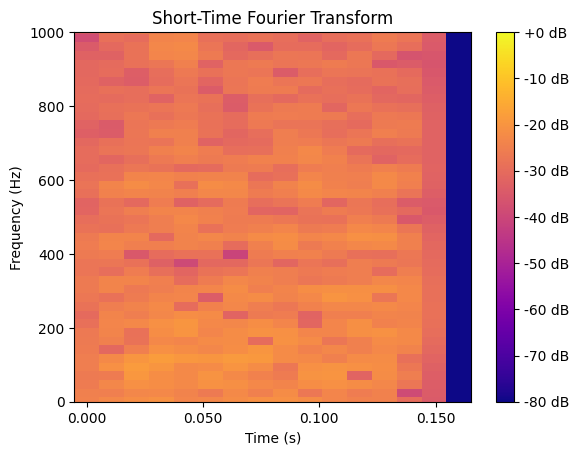 Short-Time Fourier Transform
1000
800
600
400
200
0
Frequency (Hz)
0.000
0.050
0.100
0.150
Time (s)
+0 dB
-10 dB
-20 dB
-30 dB
-40 dB
-50 dB
-60 dB
-70 dB
-80 dB